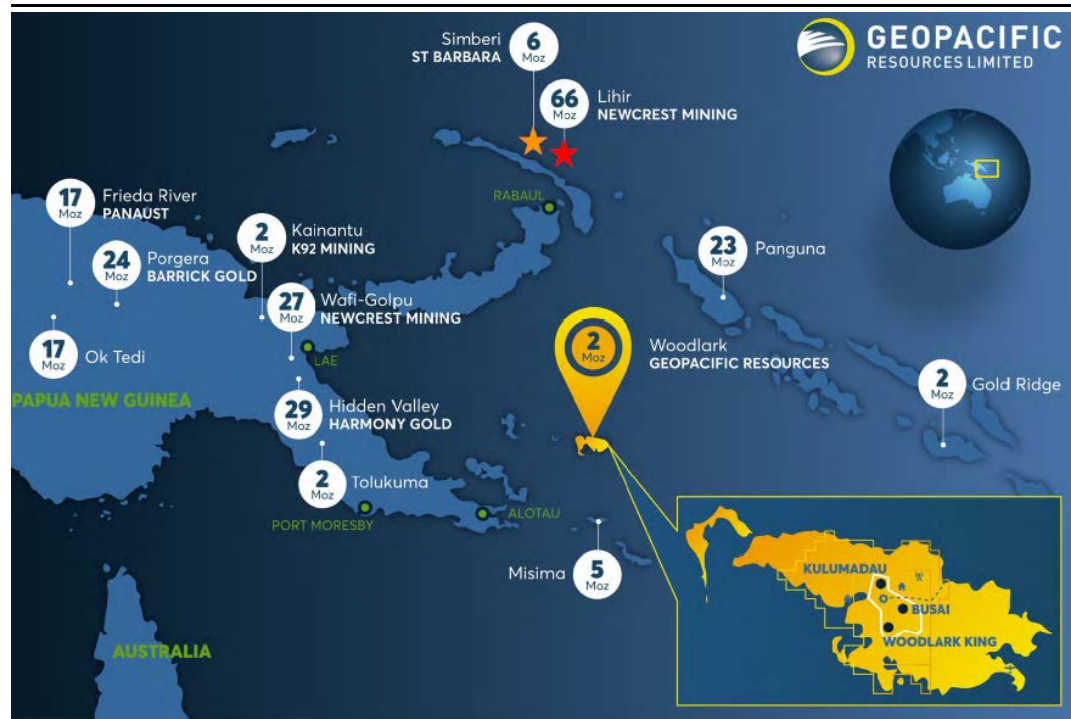 GEOPACIFIC
RESOURCES LIMITED
Simberi
ST BARBARA
6
Moz
66
Moz
Lihir
NEWCREST MINING
RABAUL
17
Moz
Frieda River
PANAUST
2
Moz
Kainantu
K92 MINING
24
Moz
Porgera
BARRICK GOLD
23
Moz
Panguna
27
Moz
Wafi-Golpu
NEWCREST MINING
17
Moz
Ok Tedi
LAE
2
Moz
Woodlark
GEOPACIFIC RESOURCES
2
Moz
Gold Ridge
PAPUA NEW GUINEA
29
Moz
Hidden Valley
HARMONY GOLD
2
Moz
Tolukuma
PORT MORESBY
ALOTAU
Misima
5
Moz
KULUMADAU
BUSAI
WOODLARK KING
AUSTRALIA